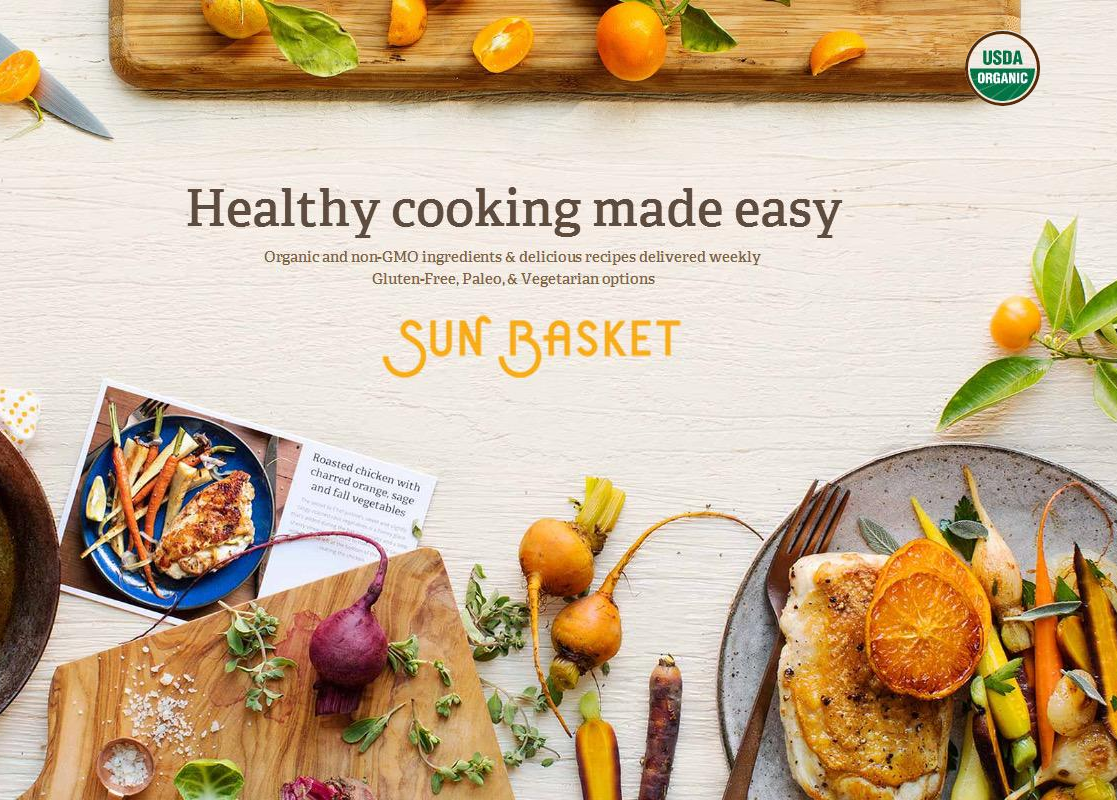 USDA
ORGANIC
Healthy cooking made easy
Organic and non-GMO ingredients & delicious recipes delivered weekly
Gluten-Free, Paleo, & Vegetarian options
SUN BASKET
Roasted chicken with
charred orange, sage
and fall vegetables